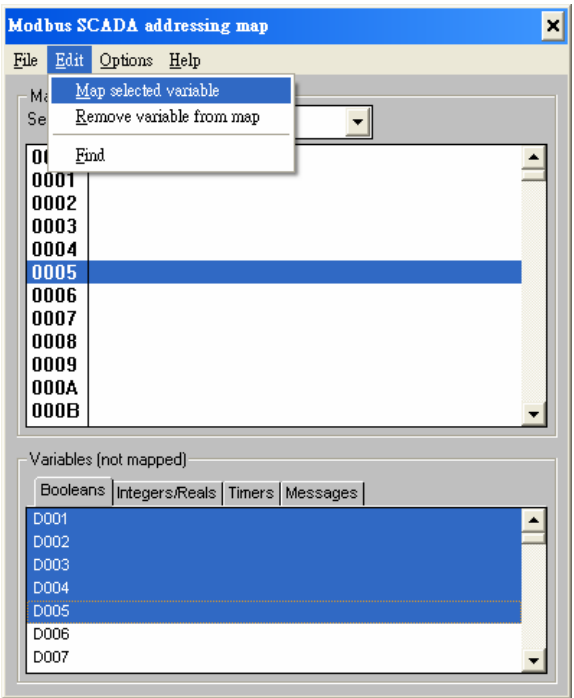 Modbus SCADA addressing map
File Edit Options Help
Map selected variable
Remove variable from map
Find
0001
0002
0003
0004
0005
0006
0007
0008
0009
000A
000B
Variables (not mapped)
Booleans Integers/Reals Timers Messages
D001
D002
D003
D004
D005
D006
D007